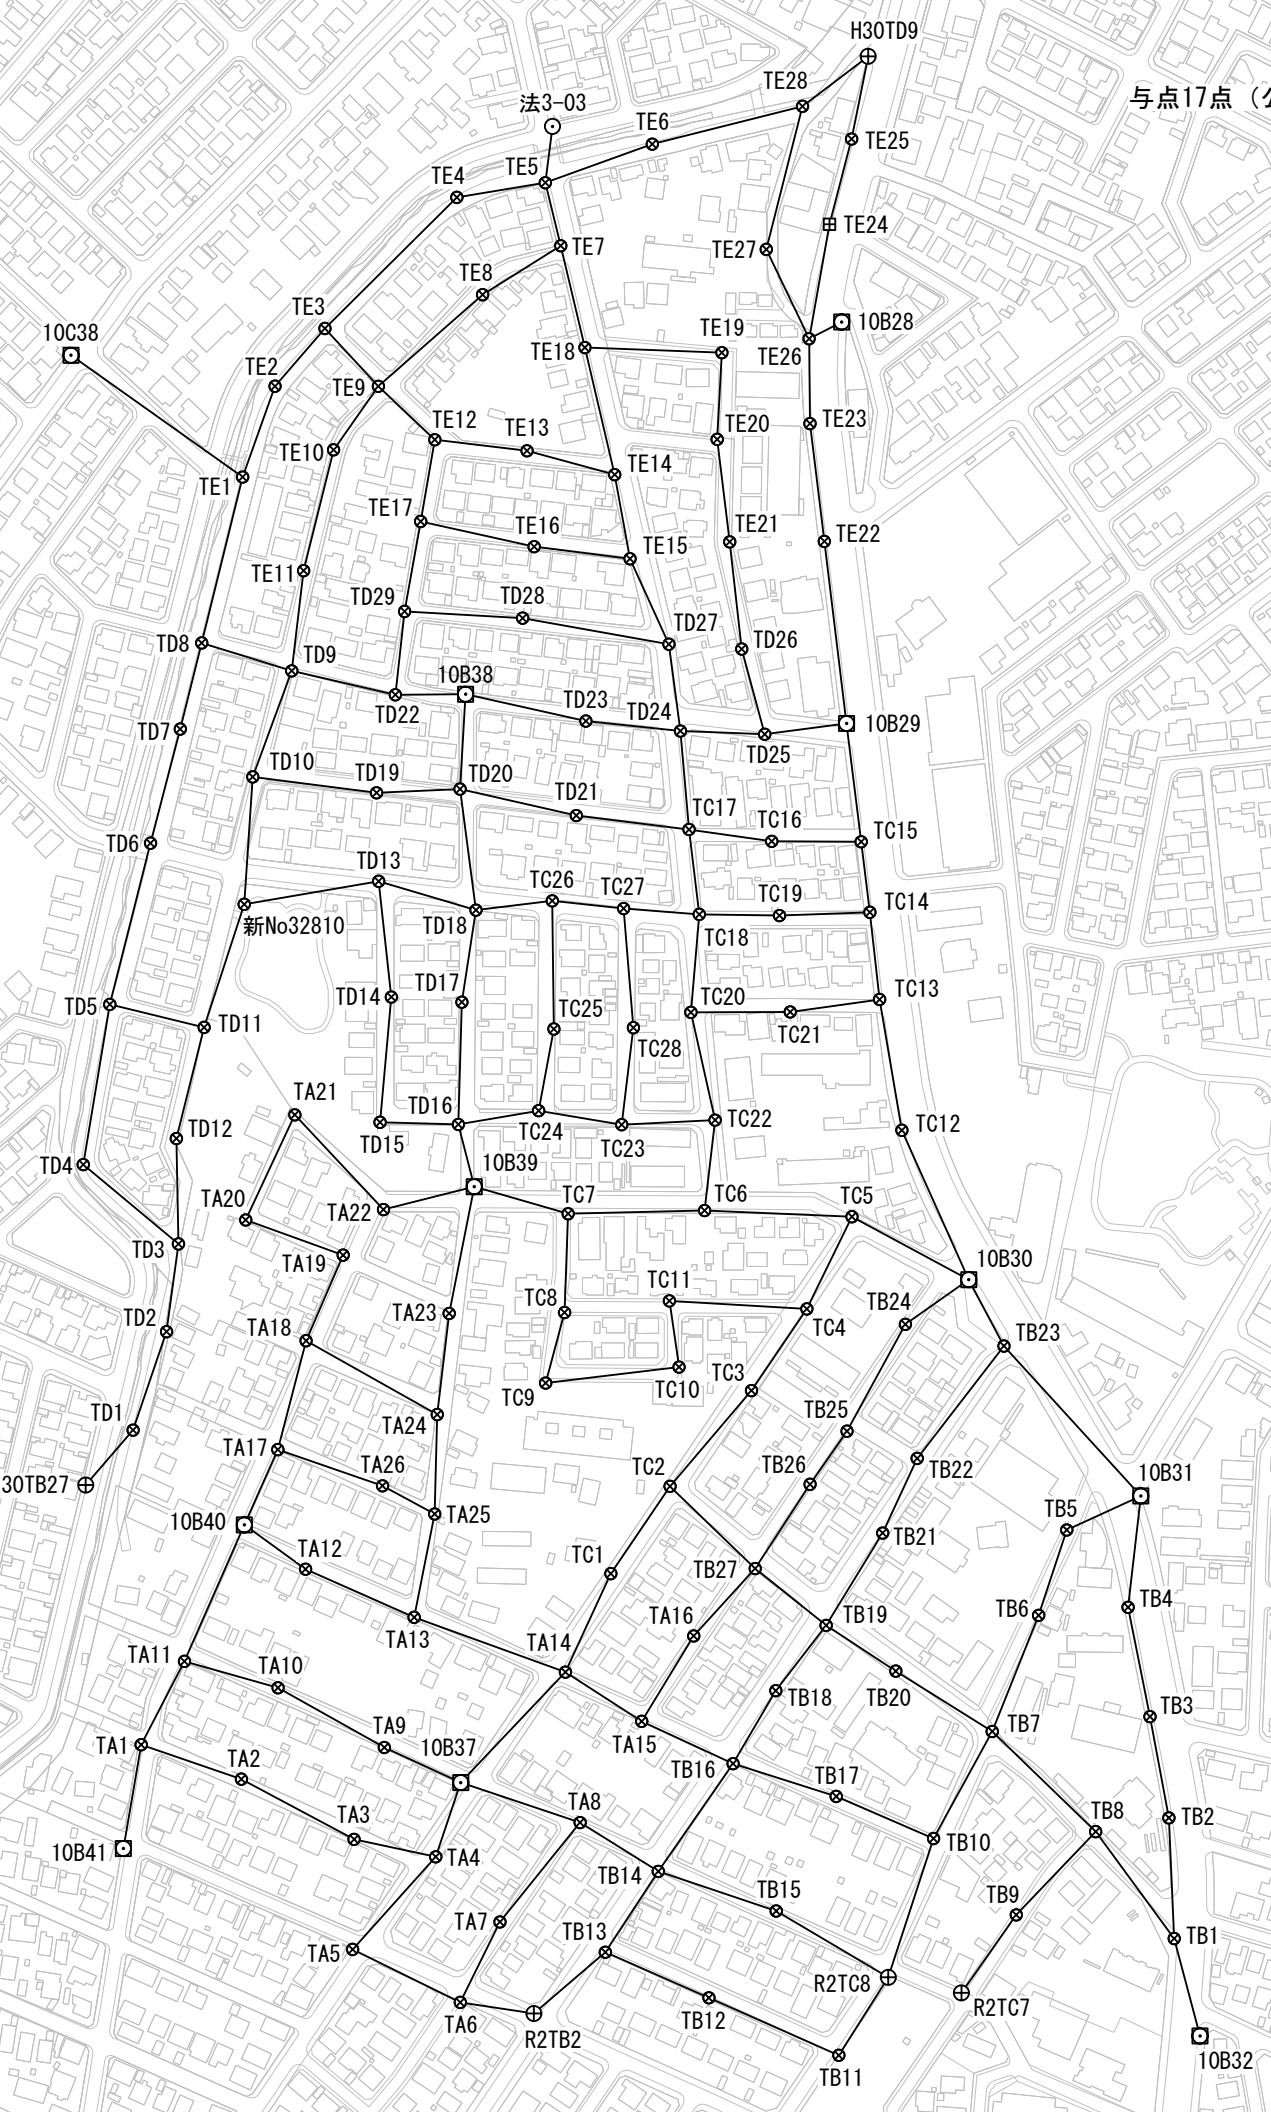 H30TD9
TE28
与点17点（公
法3-03
TE6
TE25
TE5
TE4
TE24
TE7
TE27
TE8
TE3
10B28
10C38
TE19
TE18
TE26
TE2
TE9
TE12
TE13
TE20
TE23
TE10
TE14
TE1
TE17
TE16
TE21
TE22
TE15
TE11
TD29
TD28
TD27
TD8
TD9
TD26
10B38
TD22
TD23
TD24
10B29
TD7
TD25
TD10
TD19
TD20
TD21
TC17
TC16
TC15
TD6
TD13
TC26
TC27
TC19
TC14
新No32810
TD18
TC18
TD5
TD14
TD17
TC20
TC13
TD11
TC25
TC21
TC28
TA21
TD16
TC22
TD12
TD15
TC24
TC23
TC12
TD4
10B39
TA20
TA22
TC7
TC6
TC5
TD3
TA19
10B30
TC11
TD2
TA18
TA23
TC8
TC4
TB24
TB23
TC3
TC9
TC10
TD1
TA24
TB25
TA17
TA26
TC2
TB26
TB22
10B31
30TB27
10B40
TA25
TB5
TA12
TC1
TB21
TB27
TA16
TB6
TB4
TA13
TB19
TA11
TA14
TA10
TB20
TB18
TB3
TA1
TA9
TA15
TB7
TA2
10B37
TB16
TB17
TA3
TA8
TB8
TB2
10B41
TA4
TB10
TB14
TB15
TB9
TA7
TB13
TB1
TA5
R2TC8
R2TC7
TA6
R2TB2
TB12
10B32
TB11